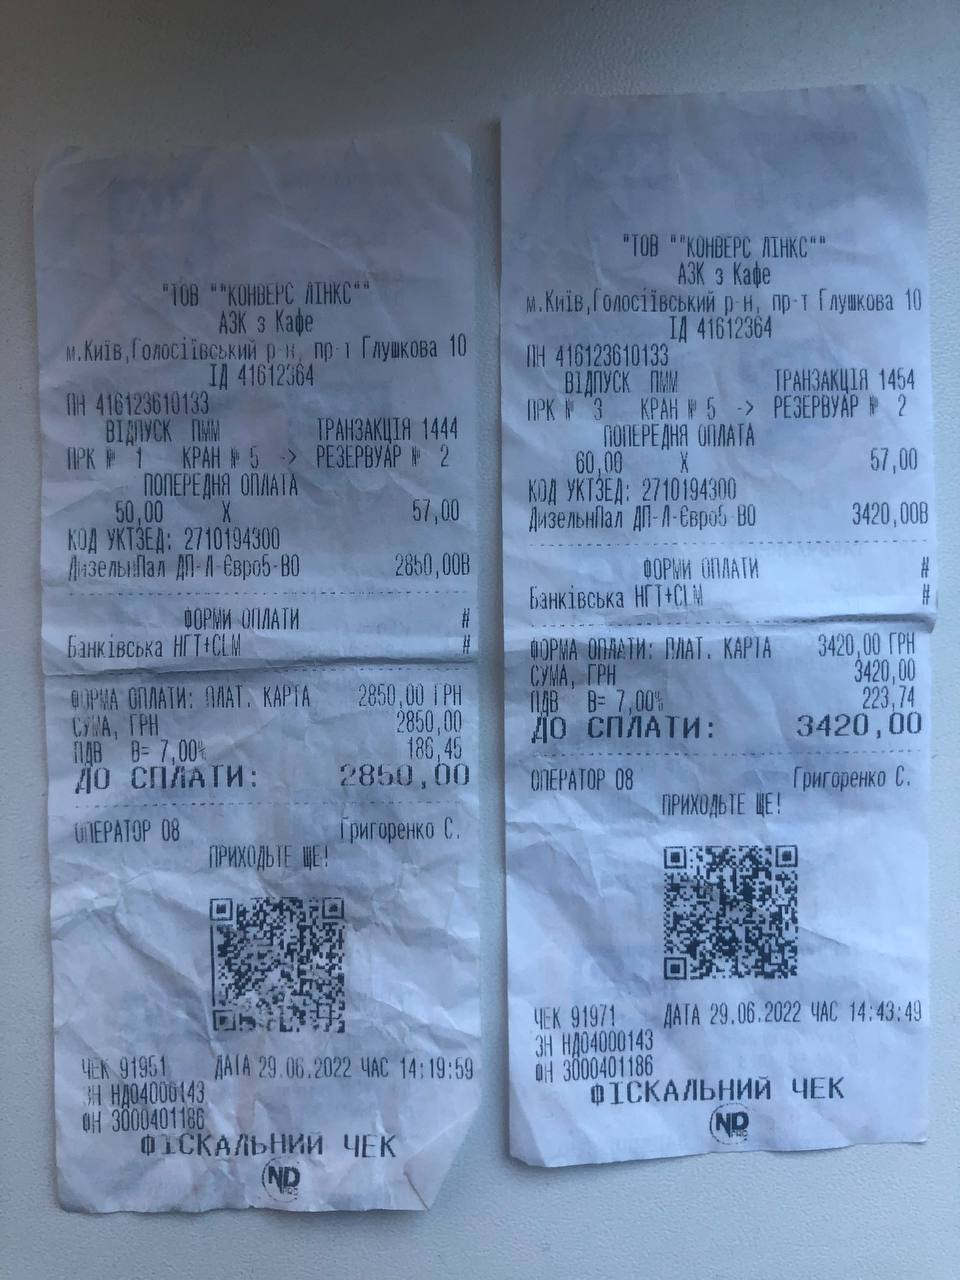 "ТОВ ""КОНВЕРС ЛІНКС""
АЗК з Кафе
м.Київ,Голосіївський р-н, пр-т Глушкова 10
ІД 41612364
ПН 416123610133
ВІДПУСК ПММ ТРАНЗАКЦІЯ 1444
ПРК № 1 КРАН № 5 -> РЕЗЕРВУАР № 2
ПОПЕРЕДНЯ ОПЛАТА
50,00 X 57,00
КОД УКТЗЕД: 2710194300
ДизельнПал ДП-Л-Євро5-ВО 2850,00В
ФОРМИ ОПЛАТИ #
Банківська НГТ+CLM #
ФОРМА ОПЛАТИ: ПЛАТ. КАРТА 2850,00 ГРН
СУМА, ГРН 2850,00
ПДВ В= 7,00% 186,45
ДО СПЛАТИ: 2850,00
ОПЕРАТОР 08 Григоренко С.
ПРИХОДЬТЕ ЩЕ!
ЧЕК 91951 ДАТА 29.06.2022 ЧАС 14:19:59
ЗН НД04000143
ФН 3000401186
ФІСКАЛЬНИЙ ЧЕК
ND
"ТОВ ""КОНВЕРС ЛІНКС""
АЗК з Кафе
м.Київ,Голосіївський р-н, пр-т Глушкова 10
ІД 41612364
ПН 416123610133
ВІДПУСК ПММ ТРАНЗАКЦІЯ 1454
ПРК № 3 КРАН № 5 -> РЕЗЕРВУАР № 2
ПОПЕРЕДНЯ ОПЛАТА
60,00 X 57,00
КОД УКТЗЕД: 2710194300
ДизельнПал ДП-Л-Євро5-ВО 3420,00В
ФОРМИ ОПЛАТИ #
Банківська НГТ+CLM #
ФОРМА ОПЛАТИ: ПЛАТ. КАРТА 3420,00 ГРН
СУМА, ГРН 3420,00
ПДВ В= 7,00% 223,74
ДО СПЛАТИ: 3420,00
ОПЕРАТОР 08 Григоренко С.
ПРИХОДЬТЕ ЩЕ!
ЧЕК 91971 ДАТА 29.06.2022 ЧАС 14:43:49
ЗН НД04000143
ФН 3000401186
ФІСКАЛЬНИЙ ЧЕК
ND